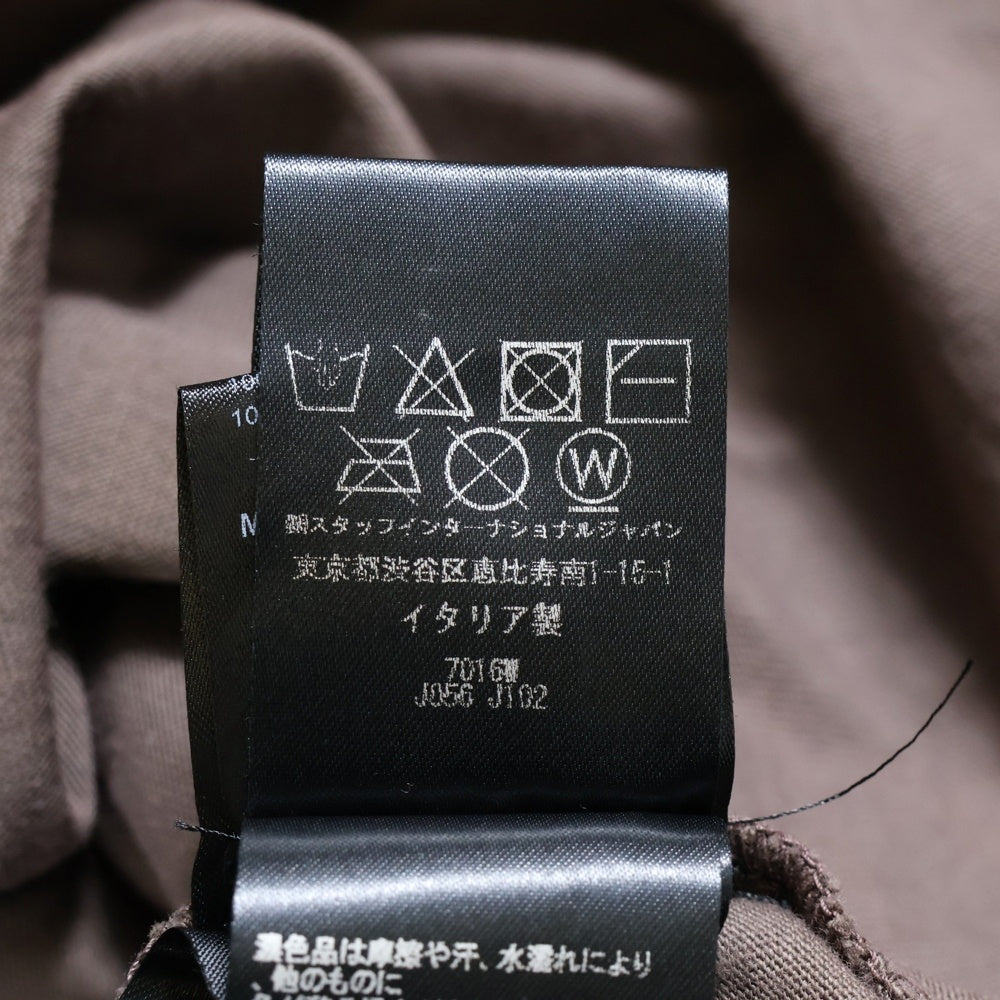 10
M
W
㈱スタッフインターナショナルジャパン
東京都渋谷区恵比寿南1-15-1
イタリア製
7016W
J056 J102
濃色品は摩擦や汗、水濡れにより
、他のものに